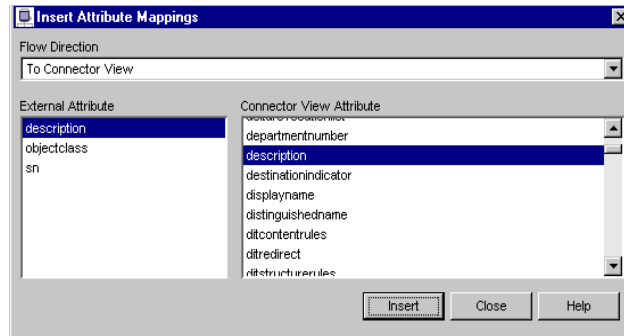 Insert Attribute Mappings
Flow Direction
To Connector View
External Attribute
description
objectclass
sn
Connector View Attribute
departmentnumber
description
destinationindicator
displayname
distinguishedname
ditcontentrules
ditredirect
ditstructurerules
Insert
Close
Help